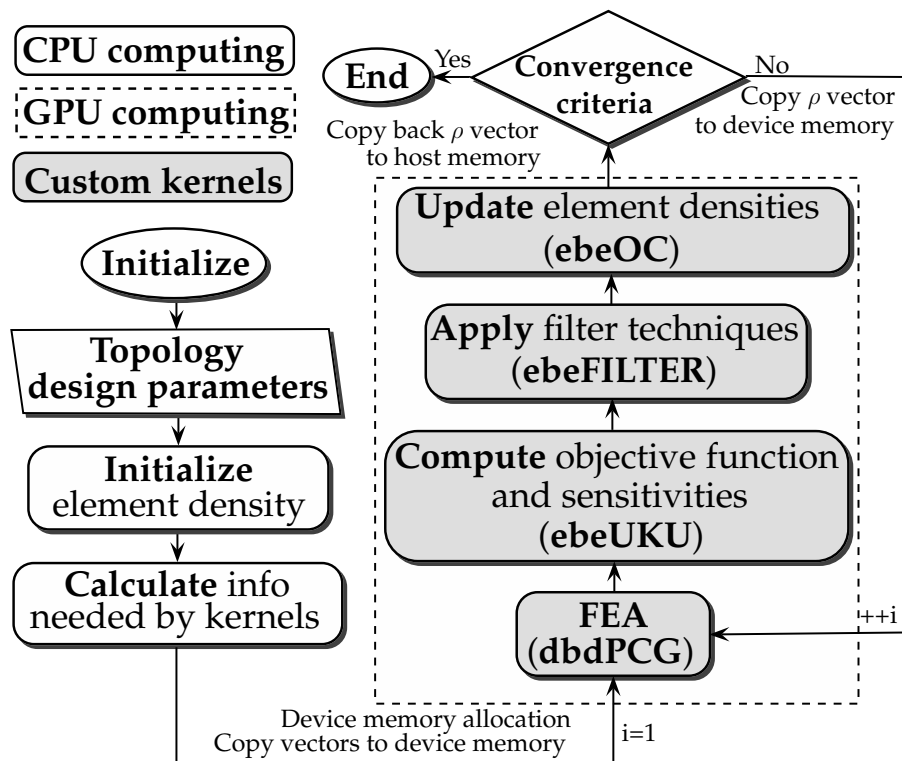 CPU computing
GPU computing
Custom kernels
Initialize
Topology
design parameters
Initialize
element density
Calculate info
needed by kernels
Device memory allocation
Copy vectors to device memory
i=1
FEA
(dbdPCG)
Compute objective function
and sensitivities
(ebeUKU)
Apply filter techniques
(ebeFILTER)
Update element densities
(ebeOC)
Copy back ρ vector
to host memory
Convergence
criteria
Yes
End
No
Copy ρ vector
to device memory
++i